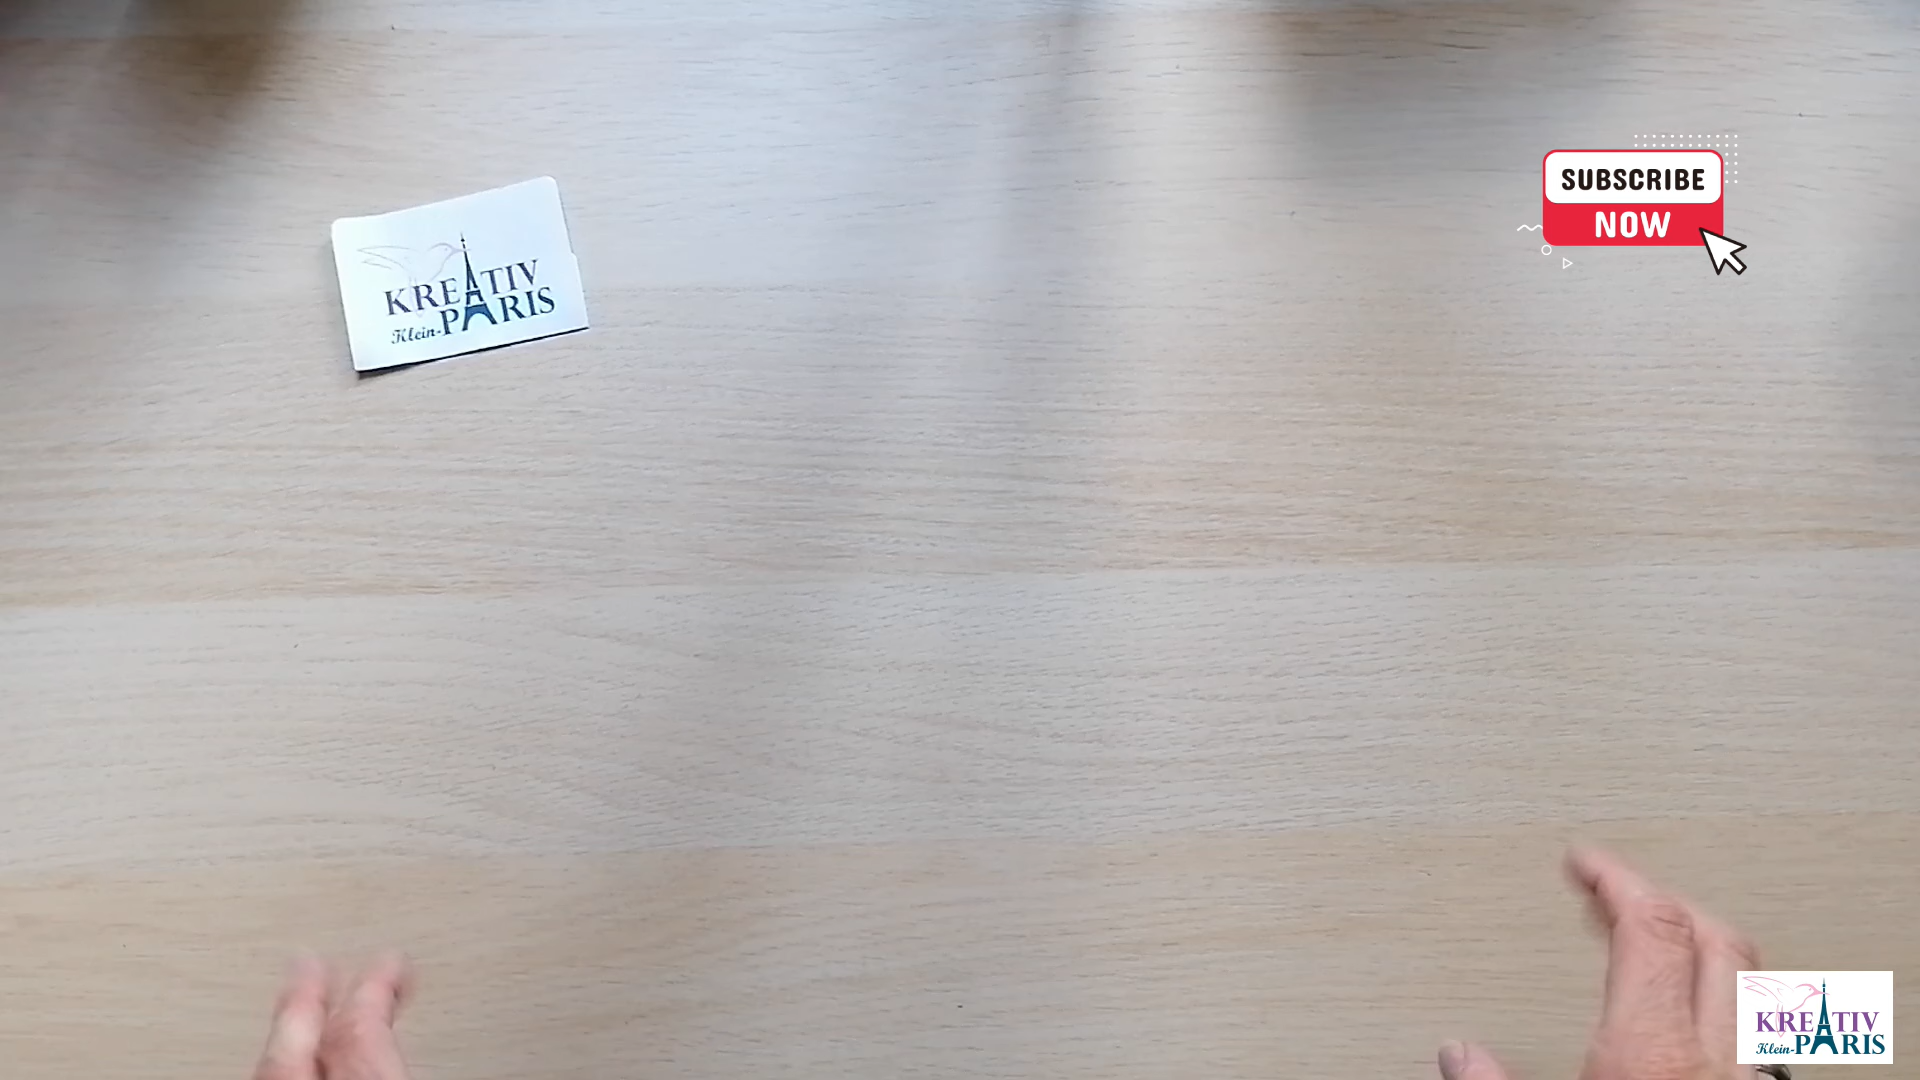 KREATIV
Klein-PARIS
SUBSCRIBE
NOW
KREATIV
Klein-PARIS